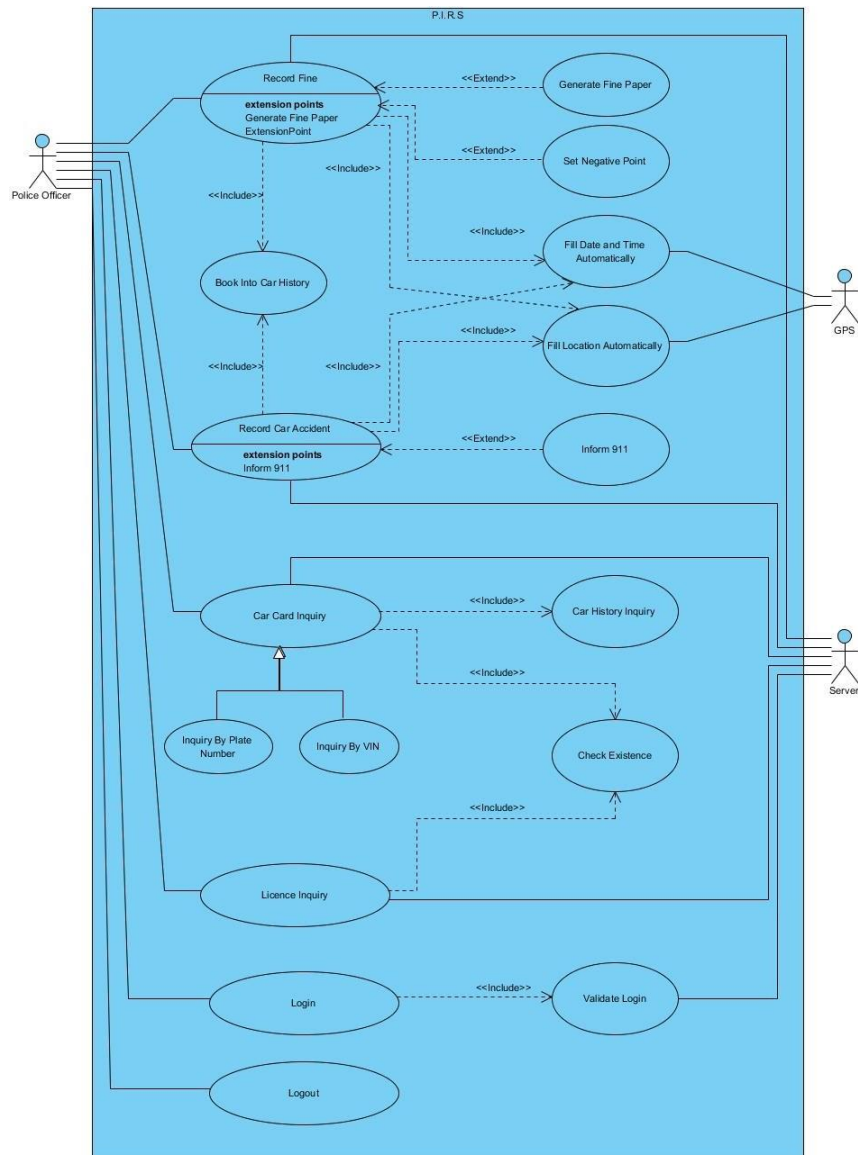 P.I.R.S
Record Fine
extension points
Generate Fine Paper
ExtensionPoint
<<Extend>>
Generate Fine Paper
<<Extend>>
Set Negative Point
Police Officer
<<Include>>
<<Include>>
<<Include>>
Fill Date and Time
Automatically
Book Into Car History
GPS
<<Include>>
Fill Location Automatically
<<Include>>
<<Include>>
Record Car Accident
extension points
Inform 911
<<Extend>>
Inform 911
Car Card Inquiry
<<Include>>
Car History Inquiry
<<Include>>
Server
Inquiry By Plate
Number
Inquiry By VIN
Check Existence
<<Include>>
Licence Inquiry
Login
<<Include>>
Validate Login
Logout